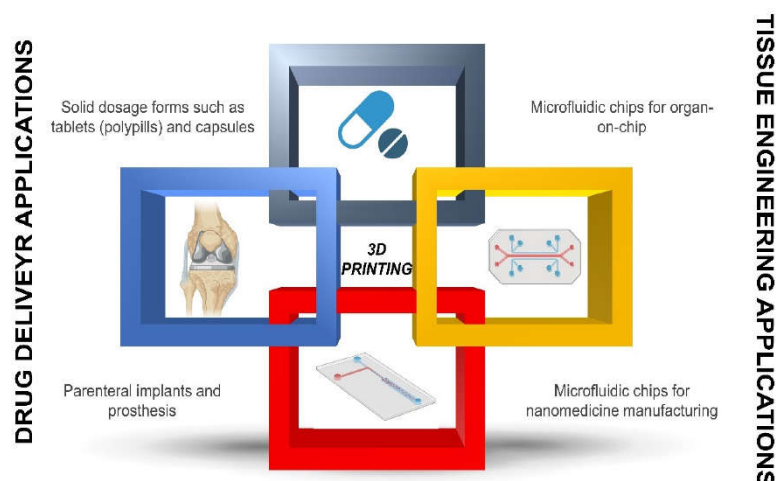 DRUG DELIVEYR APPLICATIONS
Solid dosage forms such as
tablets (polypills) and capsules
Microfluidic chips for organ-
on-chip
3D
PRINTING
Parenteral implants and
prosthesis
Microfluidic chips for
nanomedicine manufacturing
TISSUE ENGINEERING APPLICATIONS